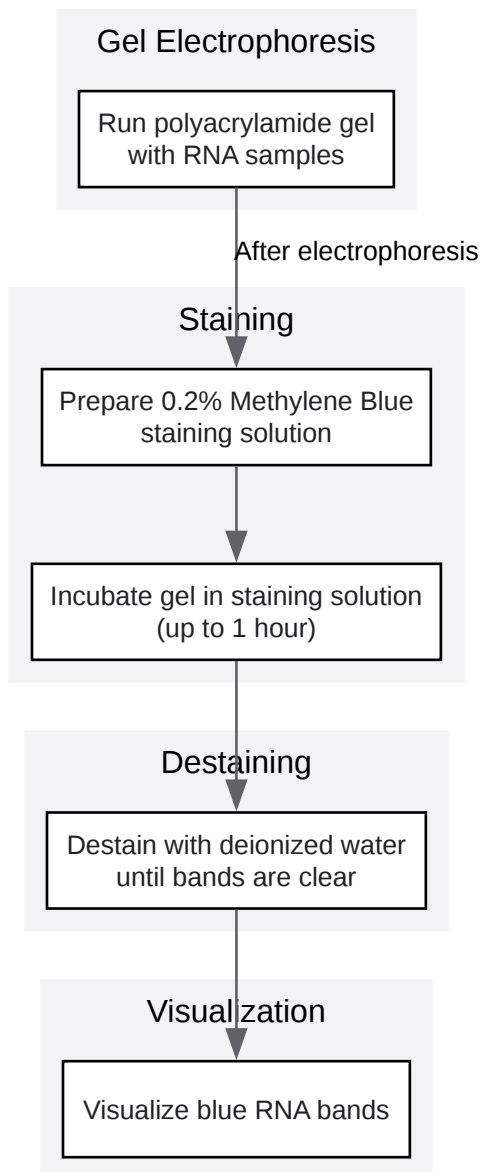 Gel Electrophoresis
Run polyacrylamide gel
with RNA samples
After electrophoresis
Staining
Prepare 0.2% Methylene Blue
staining solution
Incubate gel in staining solution
(up to 1 hour)
Destaining
Destain with deionized water
until bands are clear
Visualization
Visualize blue RNA bands